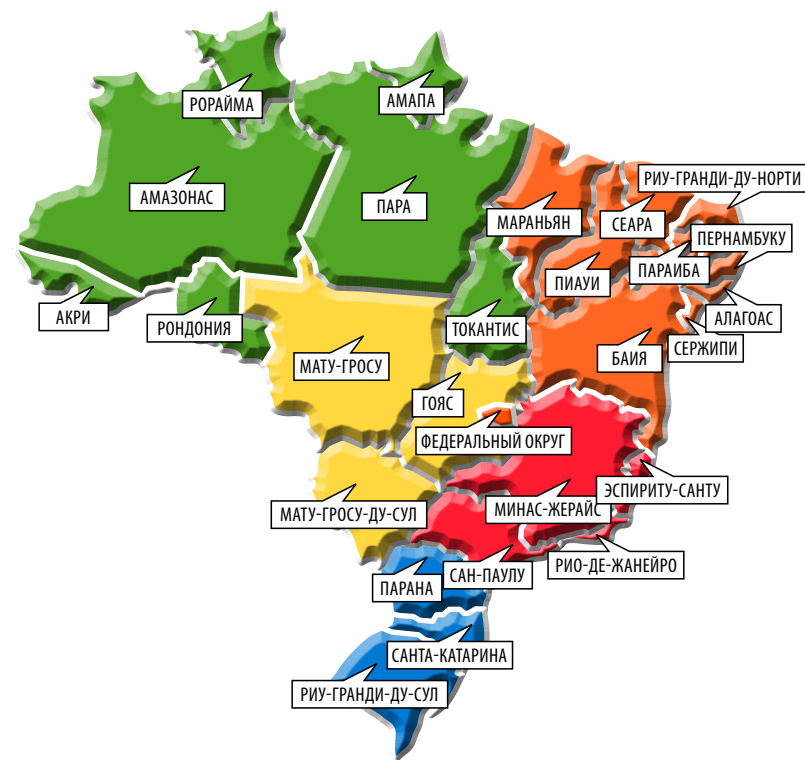 РОРАЙМА
АМАПА
АМАЗОНАС
ПАРА
МАРАНЬЯН
СЕАРА
РИУ-ГРАНДИ-ДУ-НОРТИ
ПЕРНАМБУКУ
ПАРАИБА
ПИАУИ
АКРИ
РОНДОНИЯ
ТОКАНТИС
АЛАГОАС
СЕРЖИПИ
БАИЯ
МАТУ-ГРОСУ
ГОЯС
ФЕДЕРАЛЬНЫЙ ОКРУГ
МАТУ-ГРОСУ-ДУ-СУЛ
МИНАС-ЖЕРАЙС
ЭСПИРИТУ-САНТУ
РИО-ДЕ-ЖАНЕЙРО
САН-ПАУЛУ
ПАРАНА
САНТА-КАТАРИНА
РИУ-ГРАНДИ-ДУ-СУЛ